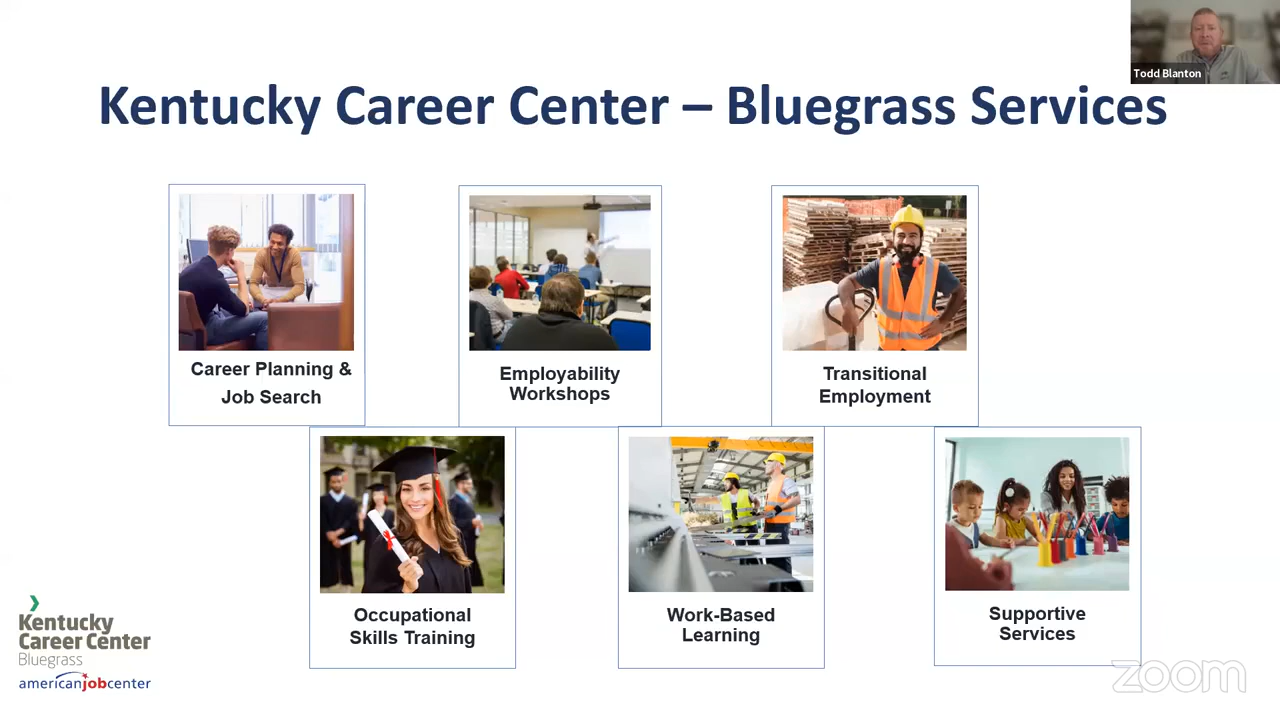 Todd Blanton
Kentucky Career Center – Bluegrass Services
Career Planning &
Job Search
Employability
Workshops
Transitional
Employment
Occupational
Skills Training
Work-Based
Learning
Supportive
Services
Kentucky
Career Center
Bluegrass
americanjobcenter
zoom